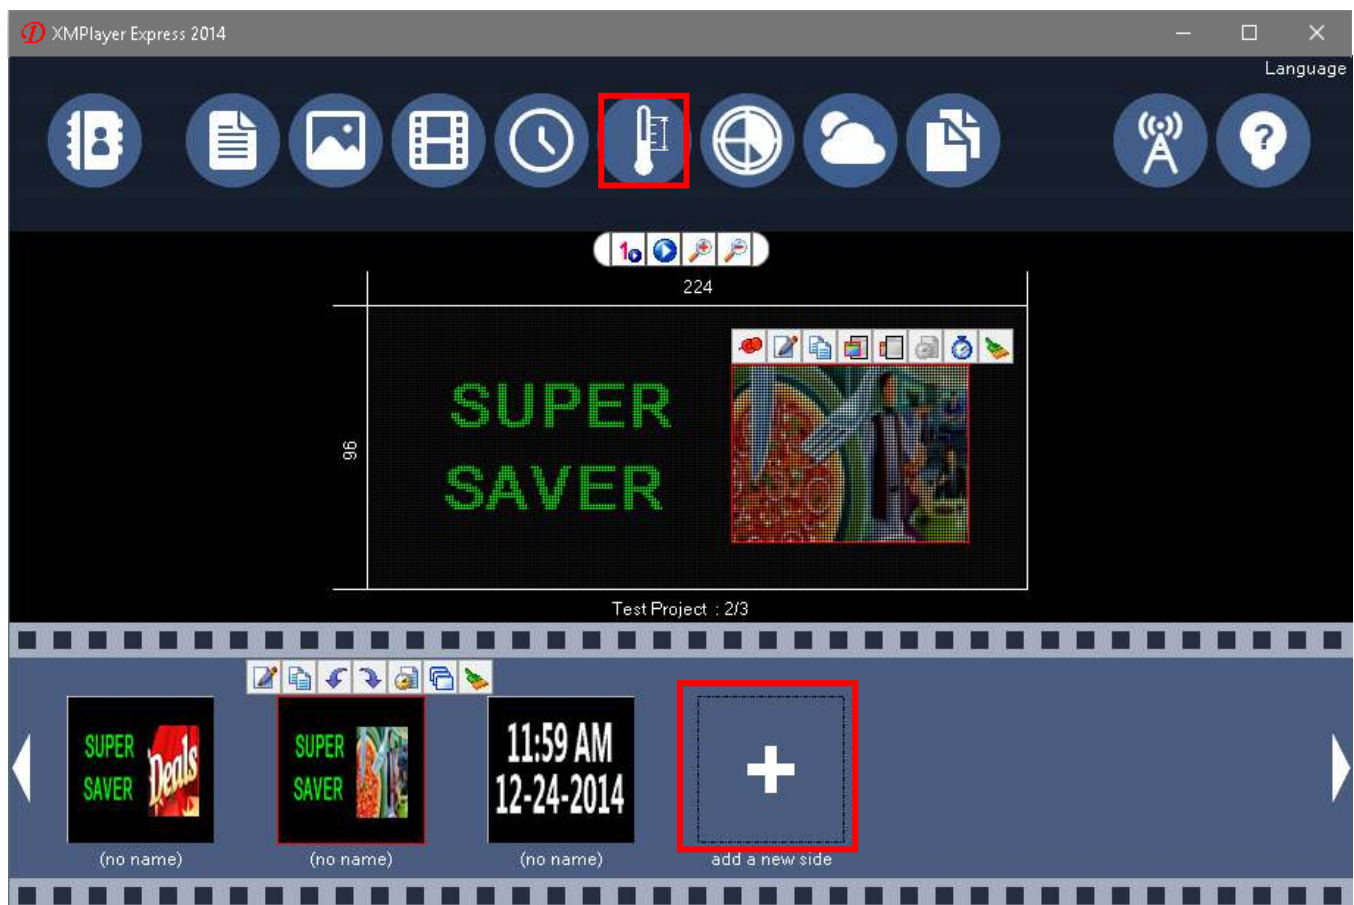 XMPlayer Express 2014
Language
224
96
SUPER
SAVER
Test Project : 2/3
SUPER
SAVER
Deals
(no name)
SUPER
SAVER
(no name)
11:59 AM
12-24-2014
(no name)
add a new side